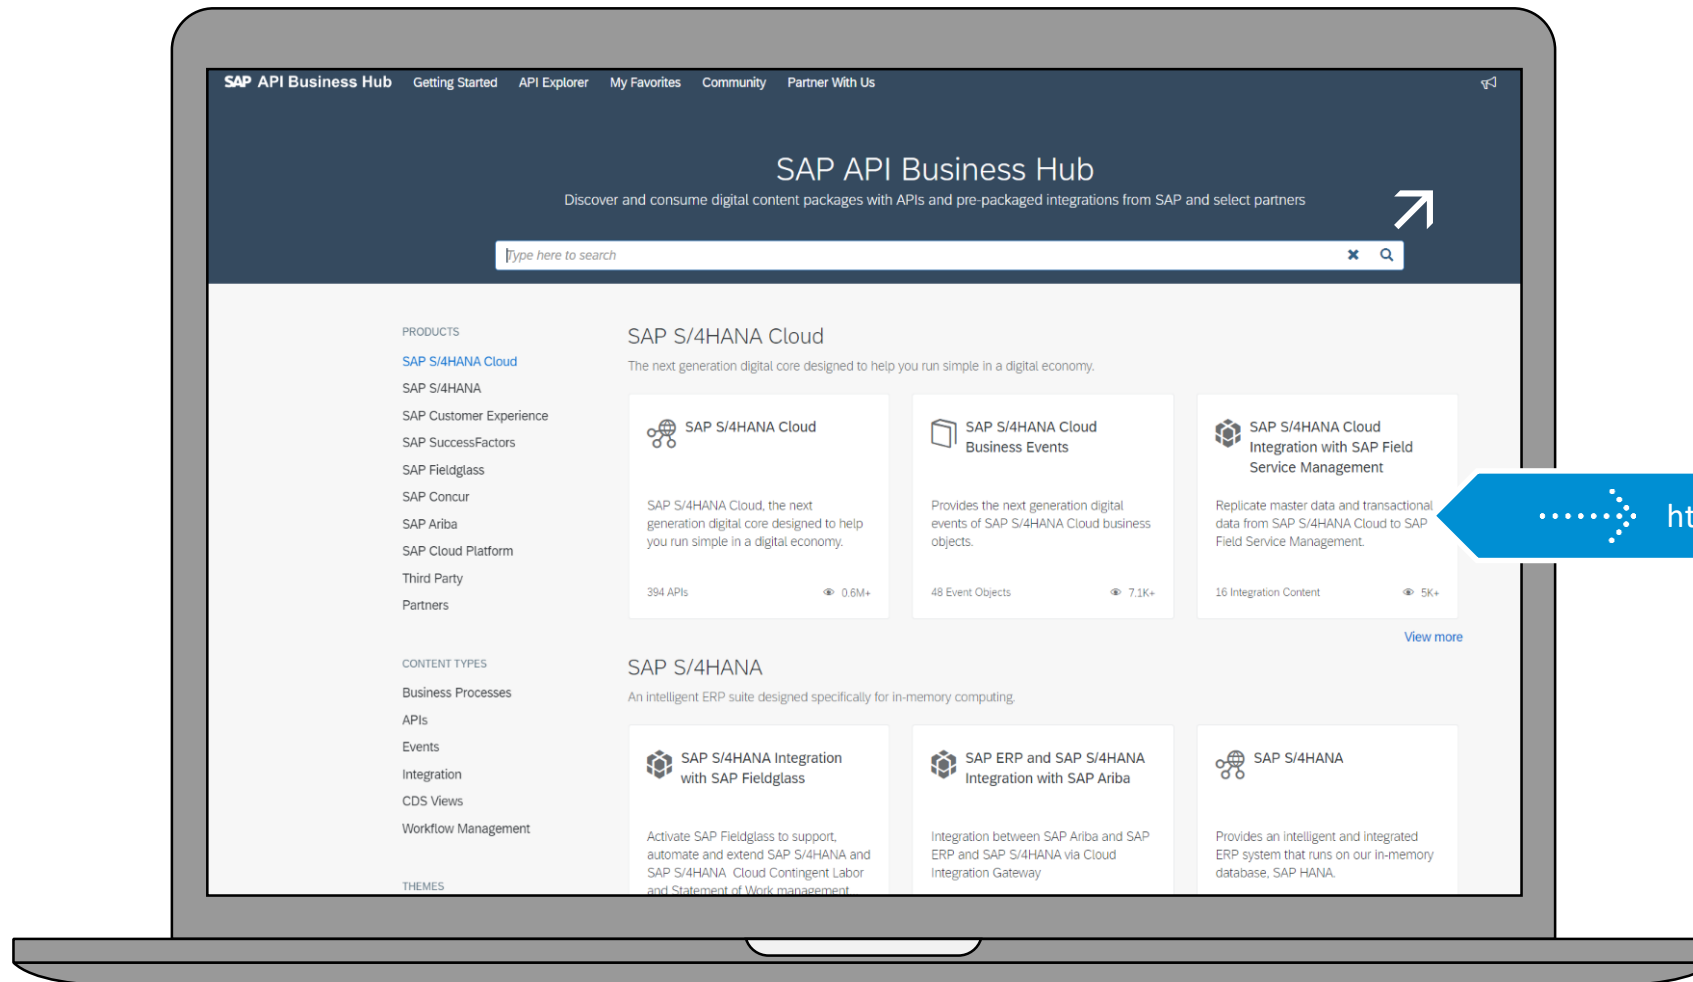 SAP API Business Hub Getting Started API Explorer My Favorites Community Partner With Us
SAP API Business Hub
Discover and consume digital content packages with APIs and pre-packaged integrations from SAP and select partners
Type here to search
PRODUCTS
SAP S/4HANA Cloud
SAP S/4HANA
SAP Customer Experience
SAP SuccessFactors
SAP Fieldglass
SAP Concur
SAP Ariba
SAP Cloud Platform
Third Party
Partners
CONTENT TYPES
Business Processes
APIs
Events
Integration
CDS Views
Workflow Management
THEMES
SAP S/4HANA Cloud
The next generation digital core designed to help you run simple in a digital economy.
SAP S/4HANA Cloud
SAP S/4HANA Cloud, the next
generation digital core designed to help
you run simple in a digital economy.
394 APIs 0.6M+
SAP S/4HANA Cloud
Business Events
Provides the next generation digital
events of SAP S/4HANA Cloud business
objects.
48 Event Objects 7.1K+
SAP S/4HANA Cloud
Integration with SAP Field
Service Management
Replicate master data and transactional
data from SAP S/4HANA Cloud to SAP
Field Service Management.
16 Integration Content 5K+
ht
View more
SAP S/4HANA
An intelligent ERP suite designed specifically for in-memory computing.
SAP S/4HANA Integration
with SAP Fieldglass
Activate SAP Fieldglass to support,
automate and extend SAP S/4HANA and
SAP S/4HANA Cloud Contingent Labor
and Statement of Work management
SAP ERP and SAP S/4HANA
Integration with SAP Ariba
Integration between SAP Ariba and SAP
ERP and SAP S/4HANA via Cloud
Integration Gateway
SAP S/4HANA
Provides an intelligent and integrated
ERP system that runs on our in-memory
database, SAP HANA.